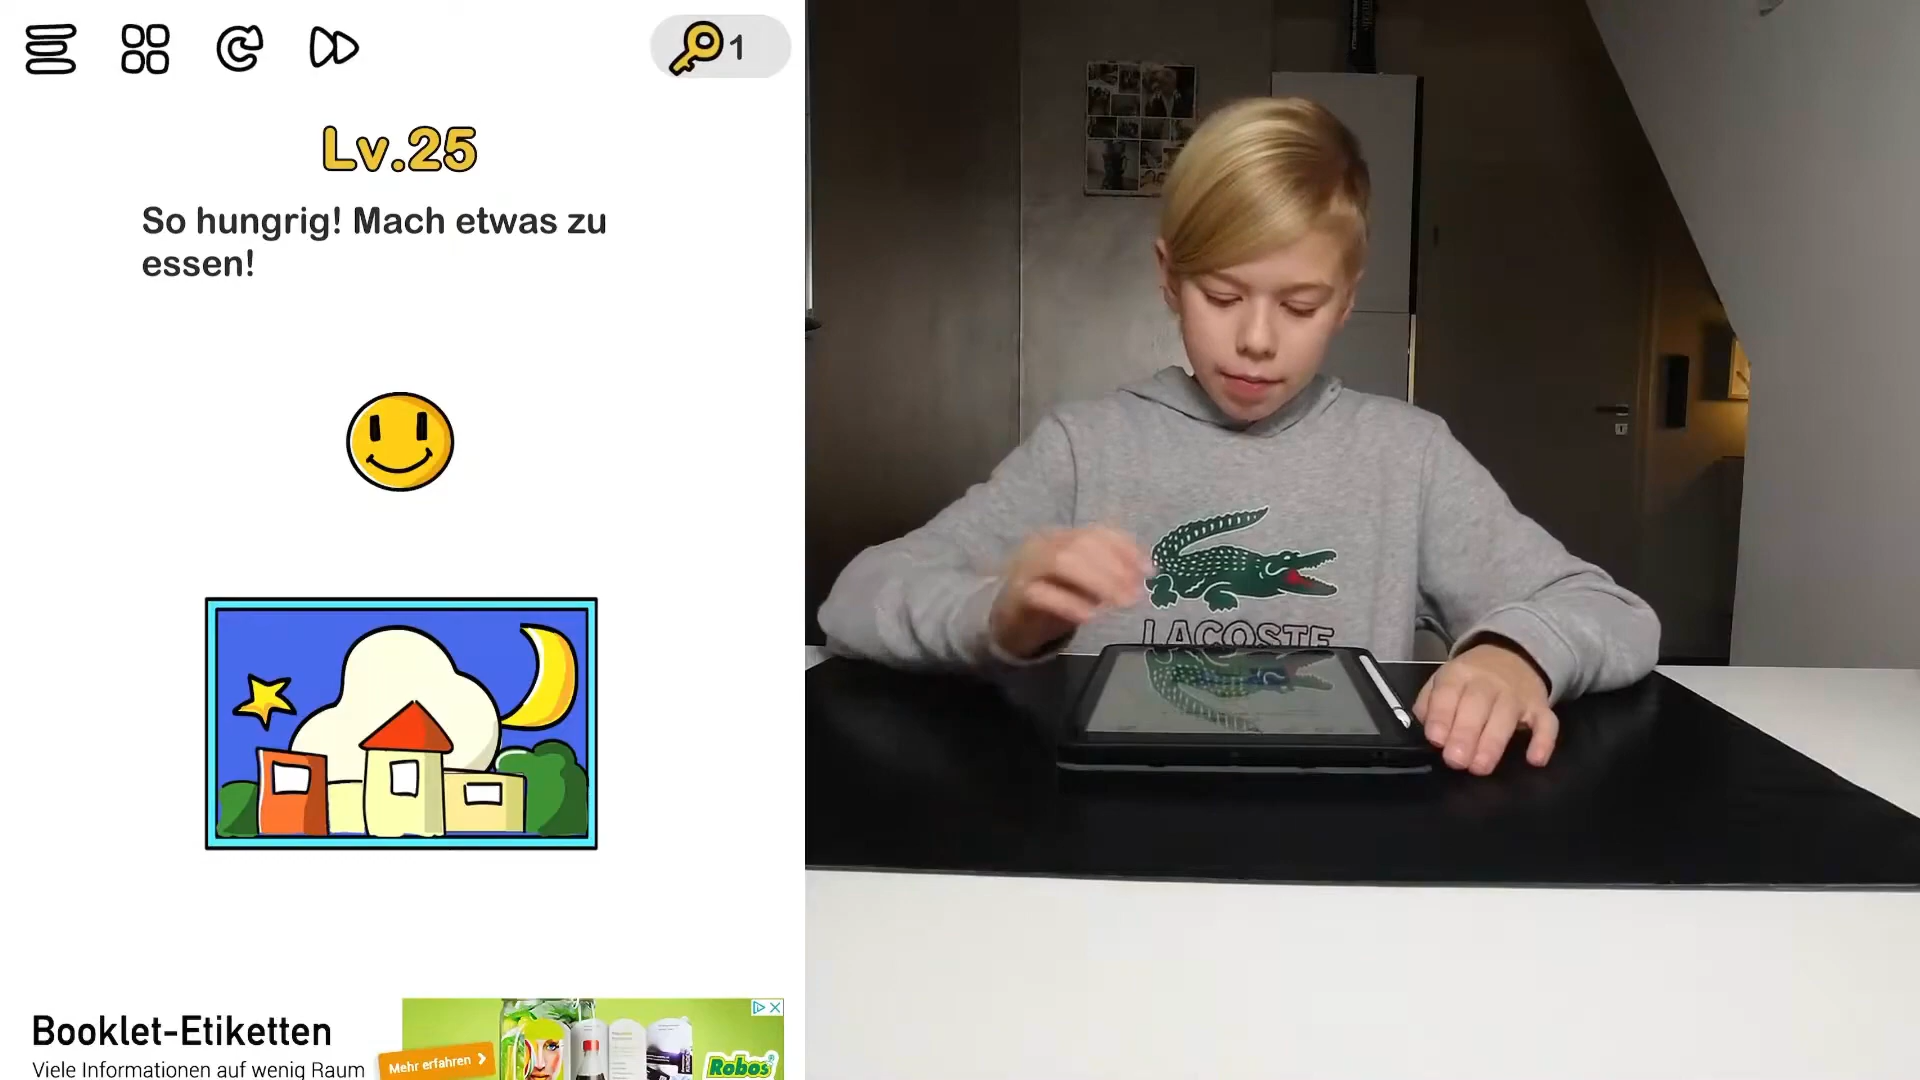 1
Lv.25
So hungrig! Mach etwas zu
essen!
LACOSTE
Booklet-Etiketten
Viele Informationen auf wenig Raum
Mehr erfahren
Robos